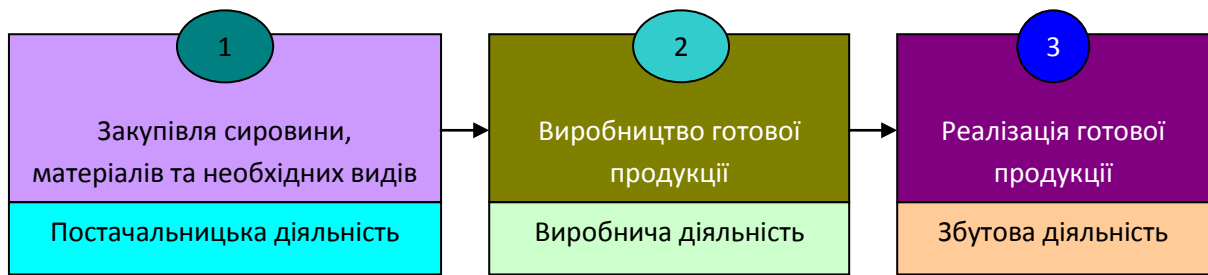 1
Закупівля сировини,
матеріалів та необхідних видів
Постачальницька діяльність
2
Виробництво готової
продукції
Виробнича діяльність
3
Реалізація готової
продукції
Збутова діяльність